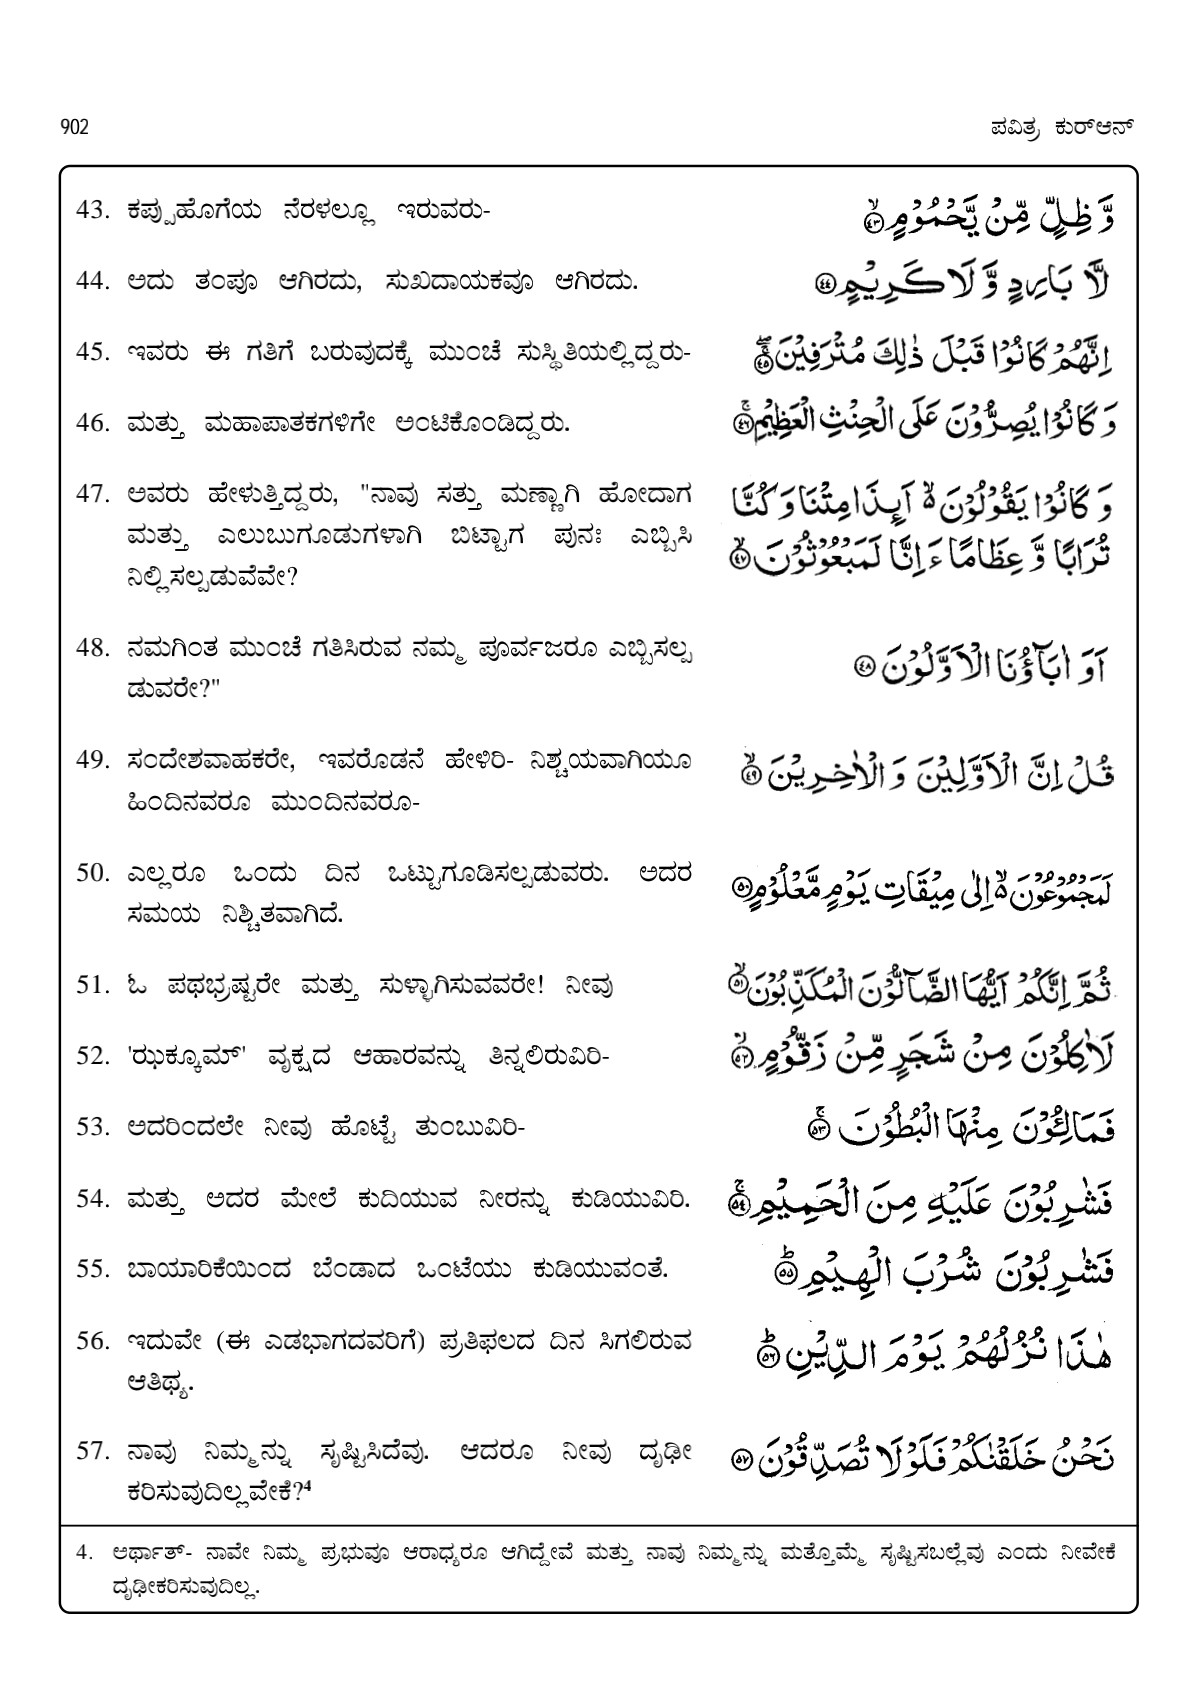 902
ಪವಿತ್ರ ಕುರ್‌ಆನ್
43. ಕಪ್ಪುಹೊಗೆಯ ನೆರಳಲ್ಲೂ ಇರುವರು-
وَّ ظِلٍّ مِّنْ يَّحْمُوْمٍ ۙ﴿٤٣﴾
44. ಅದು ತಂಪೂ ಆಗಿರದು, ಸುಖದಾಯಕವೂ ಆಗಿರದು.
لَّا بَارِدٍ وَّ لَا كَرِيْمٍ ﴿٤٤﴾
45. ಇವರು ಈ ಗತಿಗೆ ಬರುವುದಕ್ಕೆ ಮುಂಚೆ ಸುಸ್ಥಿತಿಯಲ್ಲಿದ್ದರು-
اِنَّهُمْ كَانُوْا قَبْلَ ذٰلِكَ مُتْرَفِيْنَ ۚۖ﴿٤٥﴾
46. ಮತ್ತು ಮಹಾಪಾತಕಗಳಿಗೇ ಅಂಟಿಕೊಂಡಿದ್ದರು.
وَ كَانُوْا يُصِرُّوْنَ عَلَى الْحِنْثِ الْعَظِيْمِ ۚ﴿٤٦﴾
47. ಅವರು ಹೇಳುತ್ತಿದ್ದರು, "ನಾವು ಸತ್ತು ಮಣ್ಣಾಗಿ ಹೋದಾಗ
ಮತ್ತು ಎಲುಬುಗೂಡುಗಳಾಗಿ ಬಿಟ್ಟಾಗ ಪುನಃ ಎಬ್ಬಿಸಿ
ನಿಲ್ಲಿಸಲ್ಪಡುವೆವೇ?
وَ كَانُوْا يَقُوْلُوْنَ ۙ۬ اَىِٕذَا مِتْنَا وَ كُنَّا
تُرَابًا وَّ عِظَامًا ءَاِنَّا لَمَبْعُوْثُوْنَ ۙ﴿٤٧﴾
48. ನಮಗಿಂತ ಮುಂಚೆ ಗತಿಸಿರುವ ನಮ್ಮ ಪೂರ್ವಜರೂ ಎಬ್ಬಿಸಲ್ಪ
ಡುವರೇ?"
اَوَ اٰبَآؤُنَا الْاَوَّلُوْنَ ﴿٤٨﴾
49. ಸಂದೇಶವಾಹಕರೇ, ಇವರೊಡನೆ ಹೇಳಿರಿ- ನಿಶ್ಚಯವಾಗಿಯೂ
ಹಿಂದಿನವರೂ ಮುಂದಿನವರೂ-
قُلْ اِنَّ الْاَوَّلِيْنَ وَ الْاٰخِرِيْنَ ۙ﴿٤٩﴾
50. ಎಲ್ಲರೂ ಒಂದು ದಿನ ಒಟ್ಟುಗೂಡಿಸಲ್ಪಡುವರು. ಅದರ
ಸಮಯ ನಿಶ್ಚಿತವಾಗಿದೆ.
لَمَجْمُوْعُوْنَ ۙ۬ اِلٰى مِيْقَاتِ يَوْمٍ مَّعْلُوْمٍ ﴿٥٠﴾
51. ಓ ಪಥಭ್ರಷ್ಟರೇ ಮತ್ತು ಸುಳ್ಳಾಗಿಸುವವರೇ! ನೀವು
ثُمَّ اِنَّكُمْ اَيُّهَا الضَّآلُّوْنَ الْمُكَذِّبُوْنَ ۙ﴿٥١﴾
52. 'ಝಕ್ಕೂಮ್' ವೃಕ್ಷದ ಆಹಾರವನ್ನು ತಿನ್ನಲಿರುವಿರಿ-
لَاٰكِلُوْنَ مِنْ شَجَرٍ مِّنْ زَقُّوْمٍ ۙ﴿٥٢﴾
53. ಅದರಿಂದಲೇ ನೀವು ಹೊಟ್ಟೆ ತುಂಬುವಿರಿ-
فَمَالِـُٔوْنَ مِنْهَا الْبُطُوْنَ ۚ﴿٥٣﴾
54. ಮತ್ತು ಅದರ ಮೇಲೆ ಕುದಿಯುವ ನೀರನ್ನು ಕುಡಿಯುವಿರಿ.
فَشٰرِبُوْنَ عَلَيْهِ مِنَ الْحَمِيْمِ ۚ﴿٥٤﴾
55. ಬಾಯಾರಿಕೆಯಿಂದ ಬೆಂಡಾದ ಒಂಟೆಯು ಕುಡಿಯುವಂತೆ.
فَشٰرِبُوْنَ شُرْبَ الْهِيْمِ ؕ﴿٥٥﴾
56. ಇದುವೇ (ಈ ಎಡಭಾಗದವರಿಗೆ) ಪ್ರತಿಫಲದ ದಿನ ಸಿಗಲಿರುವ
ಆತಿಥ್ಯ.
هٰذَا نُزُلُهُمْ يَوْمَ الدِّيْنِ ؕ﴿٥٦﴾
57. ನಾವು ನಿಮ್ಮನ್ನು ಸೃಷ್ಟಿಸಿದೆವು. ಆದರೂ ನೀವು ದೃಢೀ
ಕರಿಸುವುದಿಲ್ಲವೇಕೆ?⁴
نَحْنُ خَلَقْنٰكُمْ فَلَوْ لَا تُصَدِّقُوْنَ ﴿٥٧﴾
4. ಅರ್ಥಾತ್- ನಾವೇ ನಿಮ್ಮ ಪ್ರಭುವೂ ಆರಾಧ್ಯರೂ ಆಗಿದ್ದೇವೆ ಮತ್ತು ನಾವು ನಿಮ್ಮನ್ನು ಮತ್ತೊಮ್ಮೆ ಸೃಷ್ಟಿಸಬಲ್ಲೆವು ಎಂದು ನೀವೇಕೆ
ದೃಢೀಕರಿಸುವುದಿಲ್ಲ.